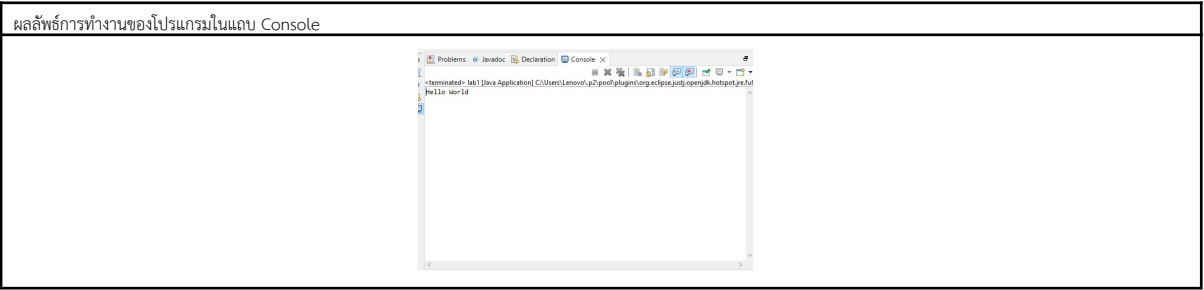 ผลลัพธ์การทำงานของโปรแกรมในแถบ Console
Problems @ Javadoc Declaration Console
<terminated> lab1 [Java Application] C:\Users\Lenovo\.p2\pool\plugins\org.eclipse.justj.openjdk.hotspot.jre.ful
Hello World